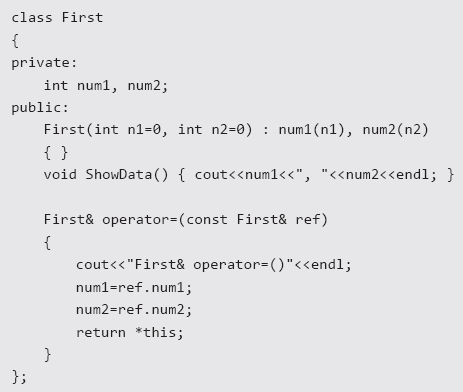 class First
{
private:
    int num1, num2;
public:
    First(int n1=0, int n2=0) : num1(n1), num2(n2)
    { }
    void ShowData() { cout<<num1<<", "<<num2<<endl; }

    First& operator=(const First& ref)
    {
        cout<<"First& operator=()"<<endl;
        num1=ref.num1;
        num2=ref.num2;
        return *this;
    }
};